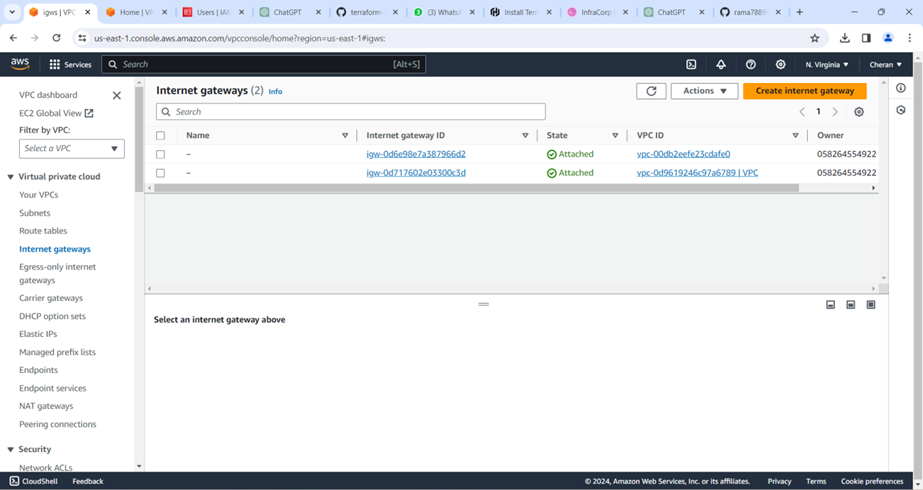 igws | VPC
Home | VP
Users | IAM
ChatGPT
terraform-
(3) WhatsA
Install Terr
InfraCorp
ChatGPT
rama7889
us-east-1.console.aws.amazon.com/vpcconsole/home?region=us-east-1#igws:
aws
Services
Search
[Alt+S]
N. Virginia
Cheran
VPC dashboard
EC2 Global View
Filter by VPC:
Select a VPC
Virtual private cloud
Your VPCs
Subnets
Route tables
Internet gateways
Egress-only internet
gateways
Carrier gateways
DHCP option sets
Elastic IPs
Managed prefix lists
Endpoints
Endpoint services
NAT gateways
Peering connections
Security
Network ACLs
Internet gateways (2) Info
Actions
Create internet gateway
Search
1
Name Internet gateway ID State VPC ID Owner
– igw-0d6e98e7a387966d2 Attached vpc-00db2eefe23cdafe0 058264554922
– igw-0d717602e03300c3d Attached vpc-0d9619246c97a6789 | VPC 058264554922
Select an internet gateway above
CloudShell Feedback © 2024, Amazon Web Services, Inc. or its affiliates. Privacy Terms Cookie preferences